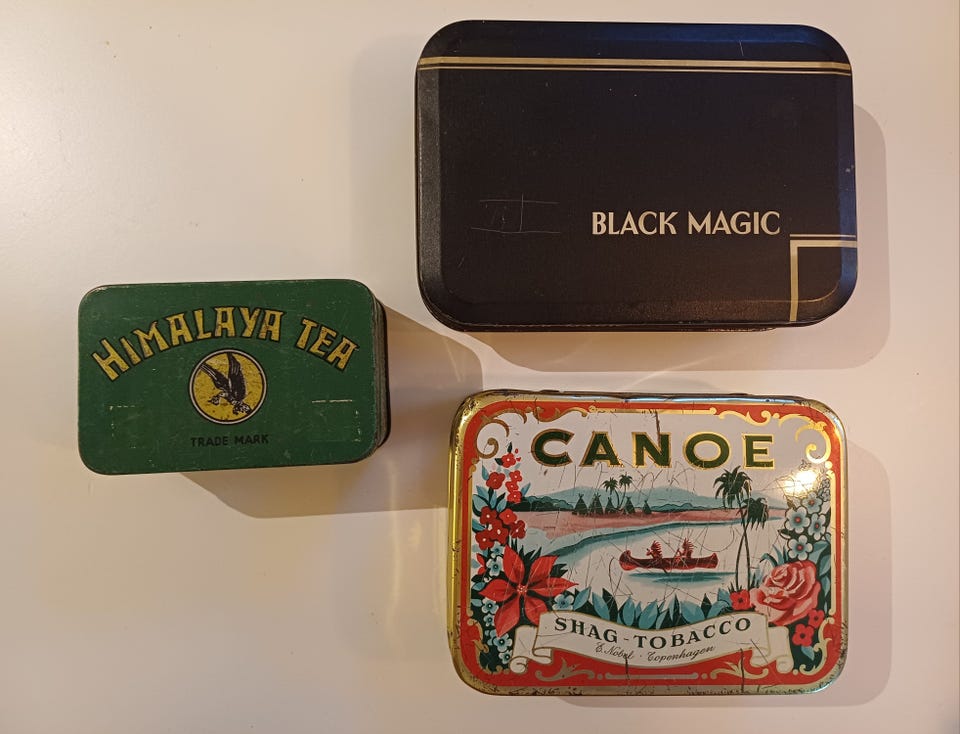 BLACK MAGIC
HIMALAYA TEA
TRADE MARK
CANOE
SHAG-TOBACCO
E. Nobel · Copenhagen